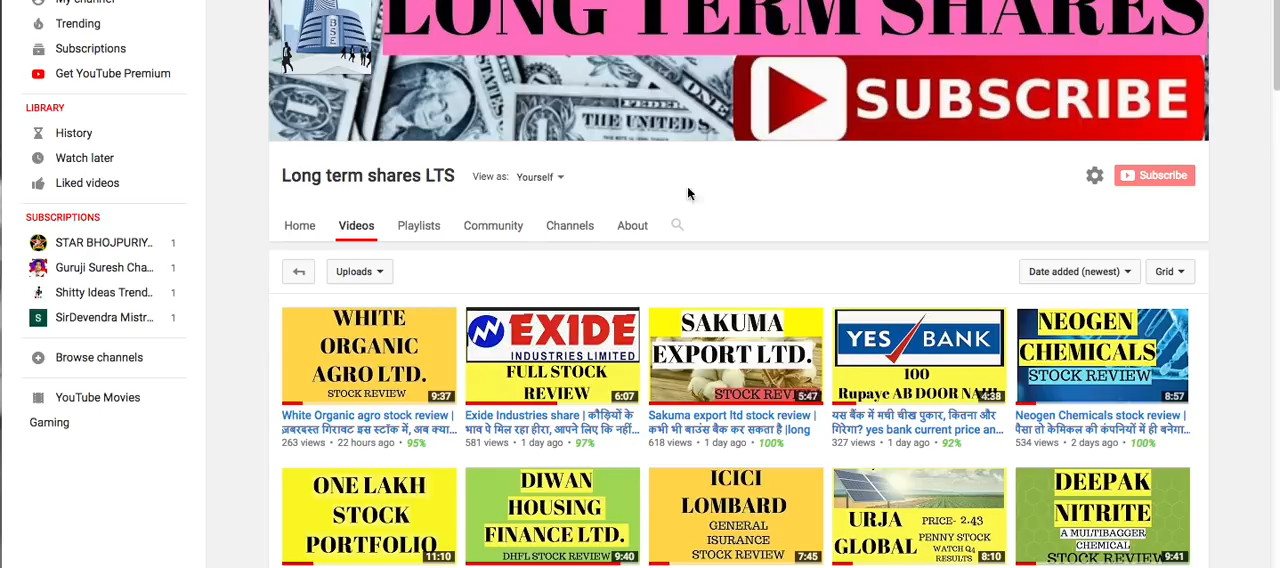 My channel
Trending
Subscriptions
Get YouTube Premium
LIBRARY
History
Watch later
Liked videos
SUBSCRIPTIONS
STAR BHOJPURIY.. 1
Guruji Suresh Cha... 1
Shitty Ideas Trend.. 1
S SirDevendra Mistr... 1
Browse channels
YouTube Movies
Gaming
BSE
LONG TERM SHARES
FEDER
THE UNITED
ONE
SUBSCRIBE
Long term shares LTS
View as: Yourself
Subscribe
Home Videos Playlists Community Channels About
Uploads
Date added (newest)
Grid
WHITE
ORGANIC
AGRO LTD.
STOCK REVIEW
9:37
White Organic agro stock review |
ज़बरदस्त गिरावट इस स्टॉक में, अब क्या...
263 views • 22 hours ago • 95%
EXIDE
INDUSTRIES LIMITED
FULL STOCK
REVIEW
6:07
Exide Industries share | कौड़ियों के
भाव पे मिल रहा हीरा, आपने लिए कि नहीं...
581 views • 1 day ago • 97%
SAKUMA
EXPORT LTD.
STOCK REVIEW
5:47
Sakuma export ltd stock review |
कभी भी बाउंस बैक कर सकता है |long
618 views • 1 day ago • 100%
YES BANK
100
Rupaye AB DOOR NAHI
4:38
यस बैंक में मची चीख पुकार, कितना और
गिरेगा? yes bank current price an...
327 views • 1 day ago • 92%
NEOGEN
CHEMICALS
STOCK REVIEW
8:57
Neogen Chemicals stock review |
पैसा तो केमिकल की कंपनियों में ही बनेगा...
534 views • 2 days ago • 100%
ONE LAKH
STOCK
PORTFOLIO
11:10
DIWAN
HOUSING
FINANCE LTD.
DHFL STOCK REVIEW
9:40
ICICI
LOMBARD
GENERAL
ISURANCE
STOCK REVIEW
7:45
URJA
GLOBAL
PRICE- 2.43
PENNY STOCK
WATCH Q4
RESULTS
8:10
DEEPAK
NITRITE
A MULTIBAGGER
CHEMICAL
STOCK REVIEW
9:41